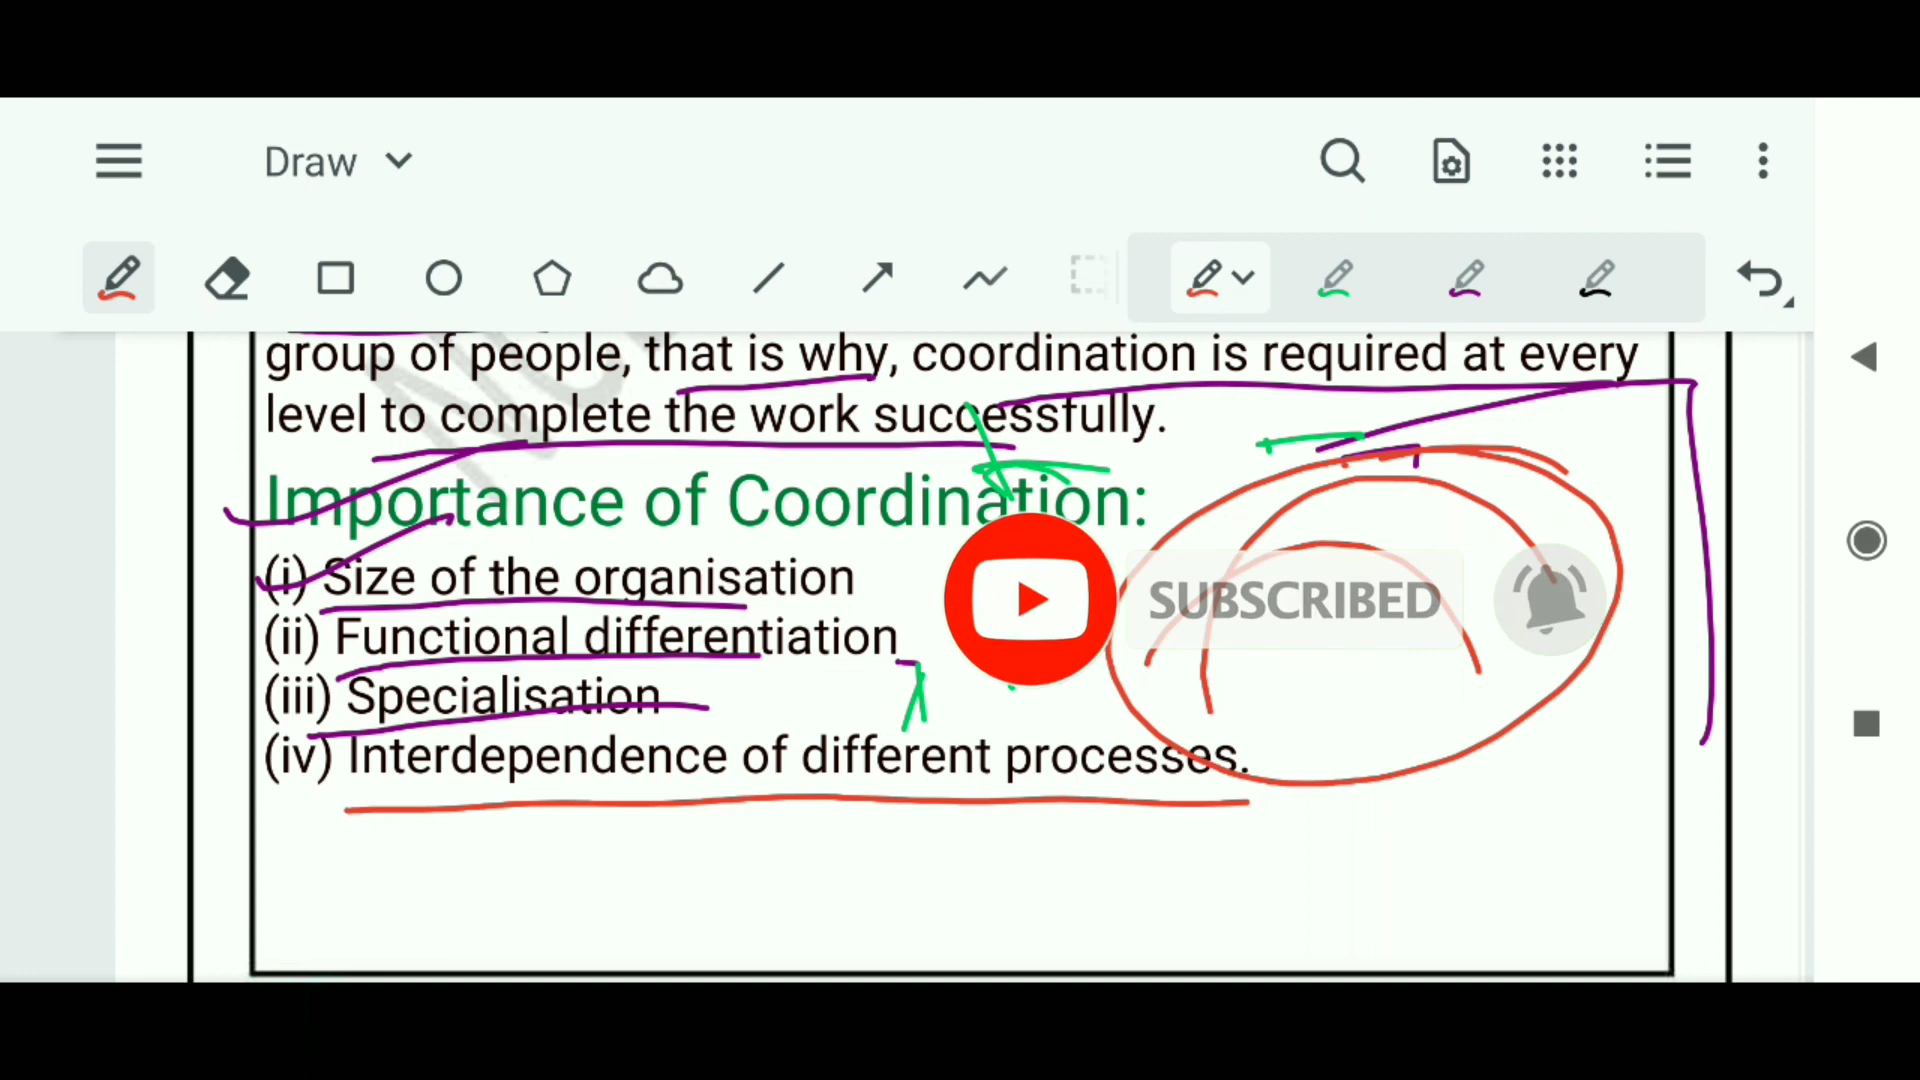 Draw
group of people, that is why, coordination is required at every
level to complete the work successfully.
Importance of Coordination:
(i) Size of the organisation
(ii) Functional differentiation
(iii) Specialisation
(iv) Interdependence of different processes.
SUBSCRIBED